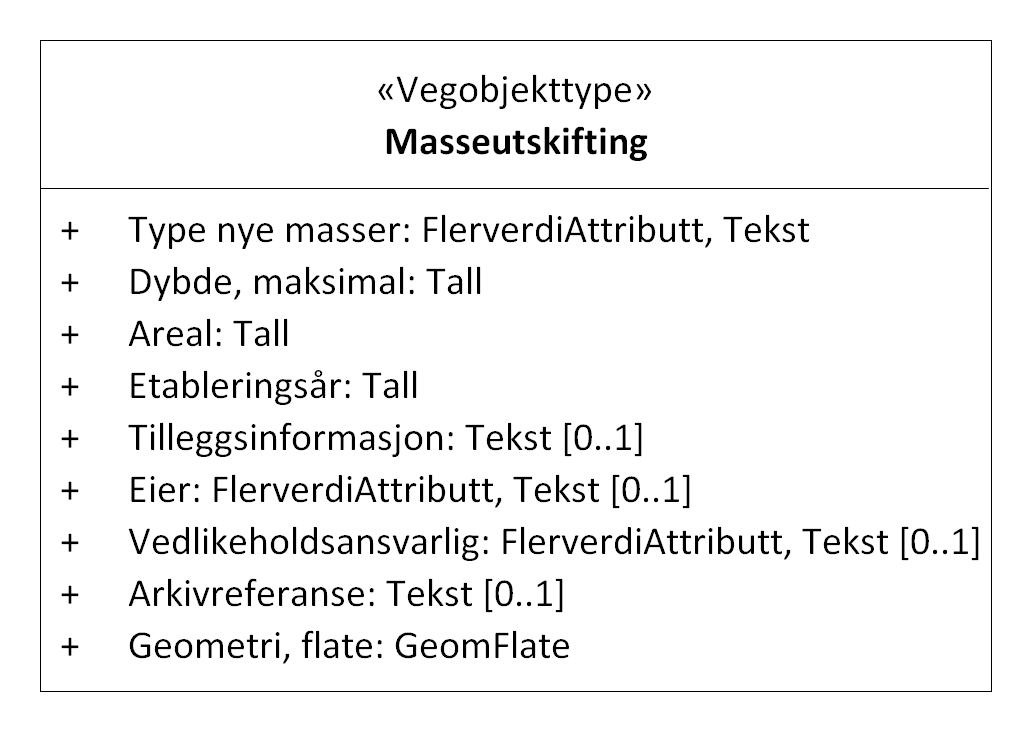 «Vegobjekttype»
Masseutskifting
+ Type nye masser: FlerverdiAttributt, Tekst
+ Dybde, maksimal: Tall
+ Areal: Tall
+ Etableringsår: Tall
+ Tilleggsinformasjon: Tekst [0..1]
+ Eier: FlerverdiAttributt, Tekst [0..1]
+ Vedlikeholdsansvarlig: FlerverdiAttributt, Tekst [0..1]
+ Arkivreferanse: Tekst [0..1]
+ Geometri, flate: GeomFlate